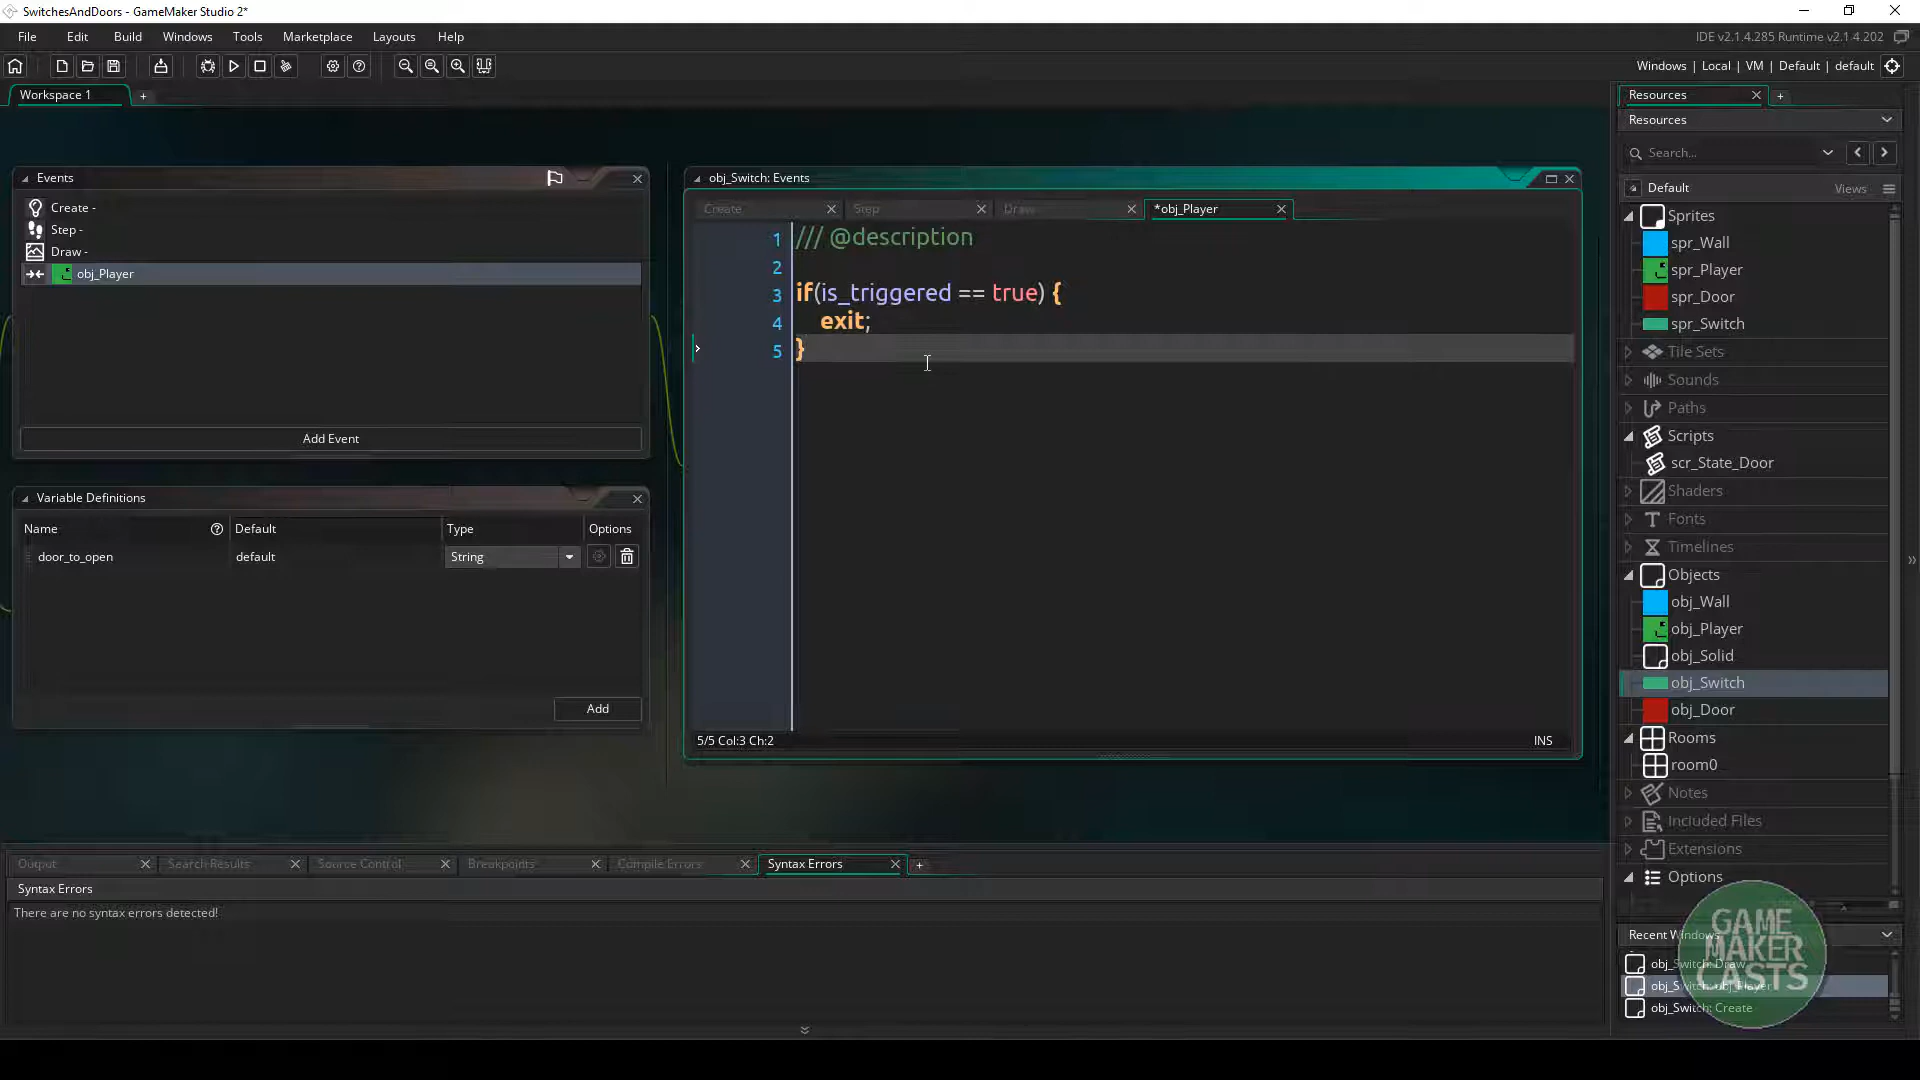 SwitchesAndDoors - GameMaker Studio 2*
File Edit Build Windows Tools Marketplace Layouts Help
IDE v2.1.4.285 Runtime v2.1.4.202
Windows | Local | VM | Default | default
Workspace 1
Events
Create -
Step -
Draw -
obj_Player
Add Event
Variable Definitions
Name Default Type Options
door_to_open default String
Add
obj_Switch: Events
Create Step Draw *obj_Player
1 /// @description
2
3 if(is_triggered == true) {
4 exit;
5 }
5/5 Col:3 Ch:2 INS
Resources
Resources
Search...
Default Views
Sprites
spr_Wall
spr_Player
spr_Door
spr_Switch
Tile Sets
Sounds
Paths
Scripts
scr_State_Door
Shaders
Fonts
Timelines
Objects
obj_Wall
obj_Player
obj_Solid
obj_Switch
obj_Door
Rooms
room0
Notes
Included Files
Extensions
Options
Recent Windows
obj_Switch: Draw
obj_Switch: obj_Player
obj_Switch: Create
GAME
MAKER
CASTS
Output Search Results Source Control Breakpoints Compile Errors Syntax Errors
Syntax Errors
There are no syntax errors detected!